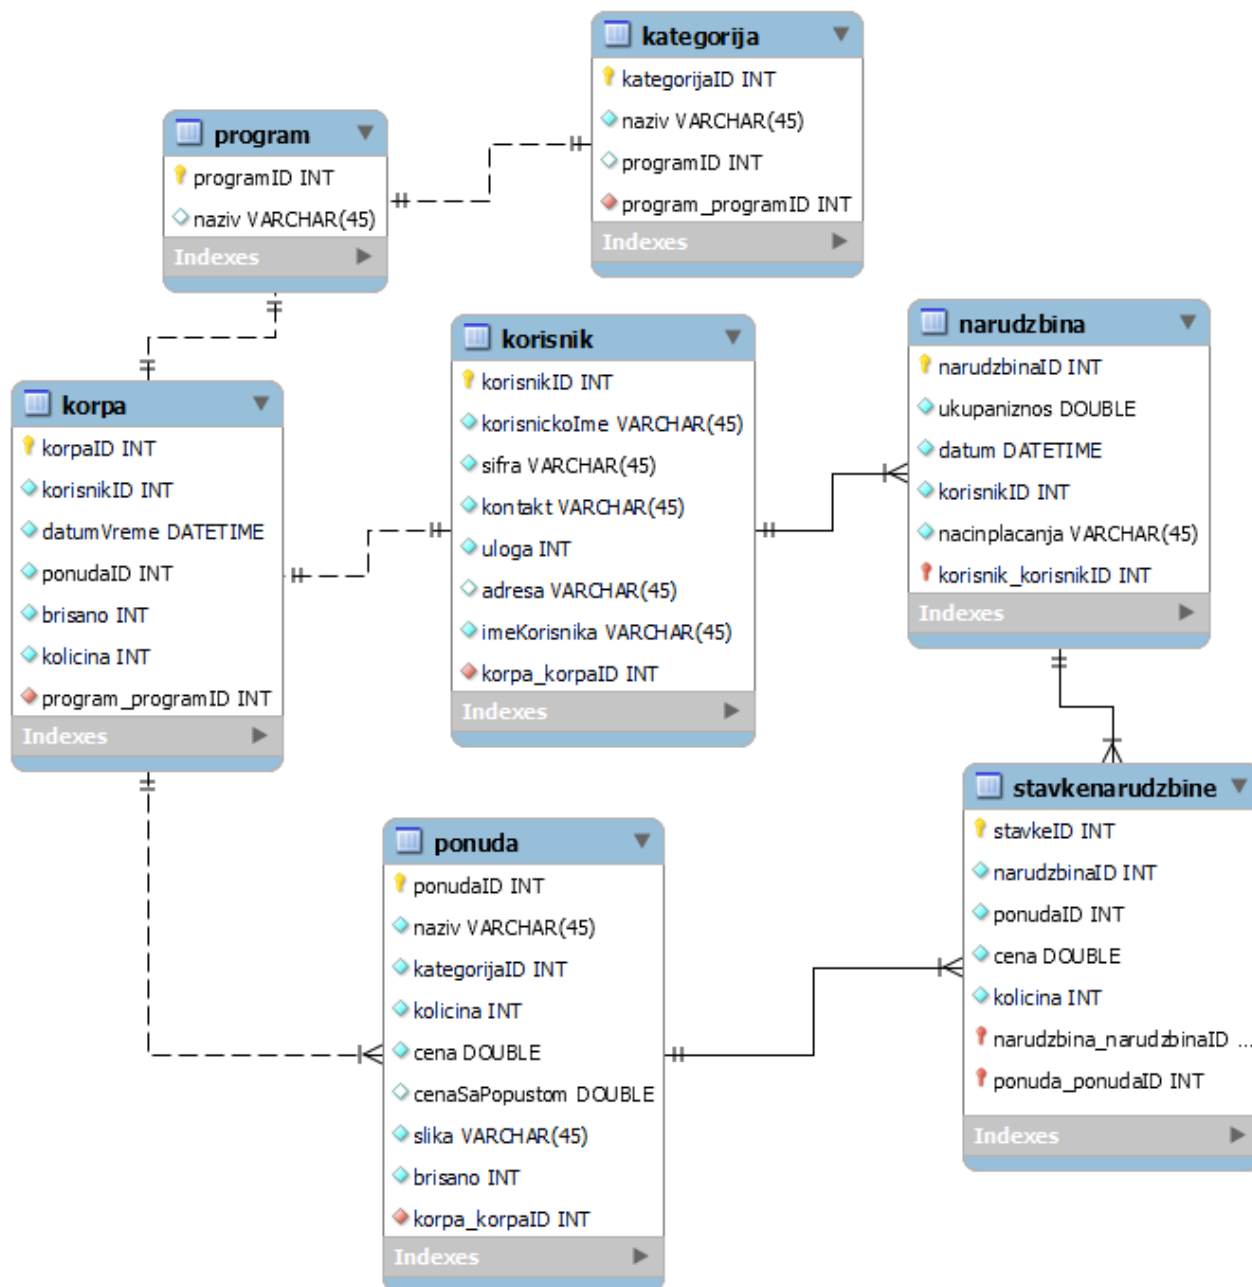 kategorija
kategorijaID INT
naziv VARCHAR(45)
programID INT
program_programID INT
Indexes
program
programID INT
naziv VARCHAR(45)
Indexes
korisnik
korisnikID INT
korisnickoIme VARCHAR(45)
sifra VARCHAR(45)
kontakt VARCHAR(45)
uloga INT
adresa VARCHAR(45)
imeKorisnika VARCHAR(45)
korpa_korpaID INT
Indexes
narudzbina
narudzbinaID INT
ukupaniznos DOUBLE
datum DATETIME
korisnikID INT
nacinplacanja VARCHAR(45)
korisnik_korisnikID INT
Indexes
korpa
korpaID INT
korisnikID INT
datumVreme DATETIME
ponudaID INT
brisano INT
kolicina INT
program_programID INT
Indexes
ponuda
ponudaID INT
naziv VARCHAR(45)
kategorijaID INT
kolicina INT
cena DOUBLE
cenaSaPopustom DOUBLE
slika VARCHAR(45)
brisano INT
korpa_korpaID INT
Indexes
stavkenarudzbine
stavkeID INT
narudzbinaID INT
ponudaID INT
cena DOUBLE
kolicina INT
narudzbina_narudzbinaID ...
ponuda_ponudaID INT
Indexes